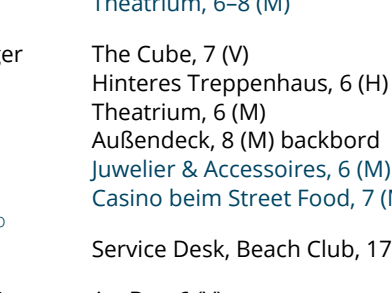 Theatrium, 6–8 (M)
The Cube, 7 (V)
Hinteres Treppenhaus, 6 (H)
Theatrium, 6 (M)
Außendeck, 8 (M) backbord
Juwelier & Accessoires, 6 (M)
Casino beim Street Food, 7
Service Desk, Beach Club, 17